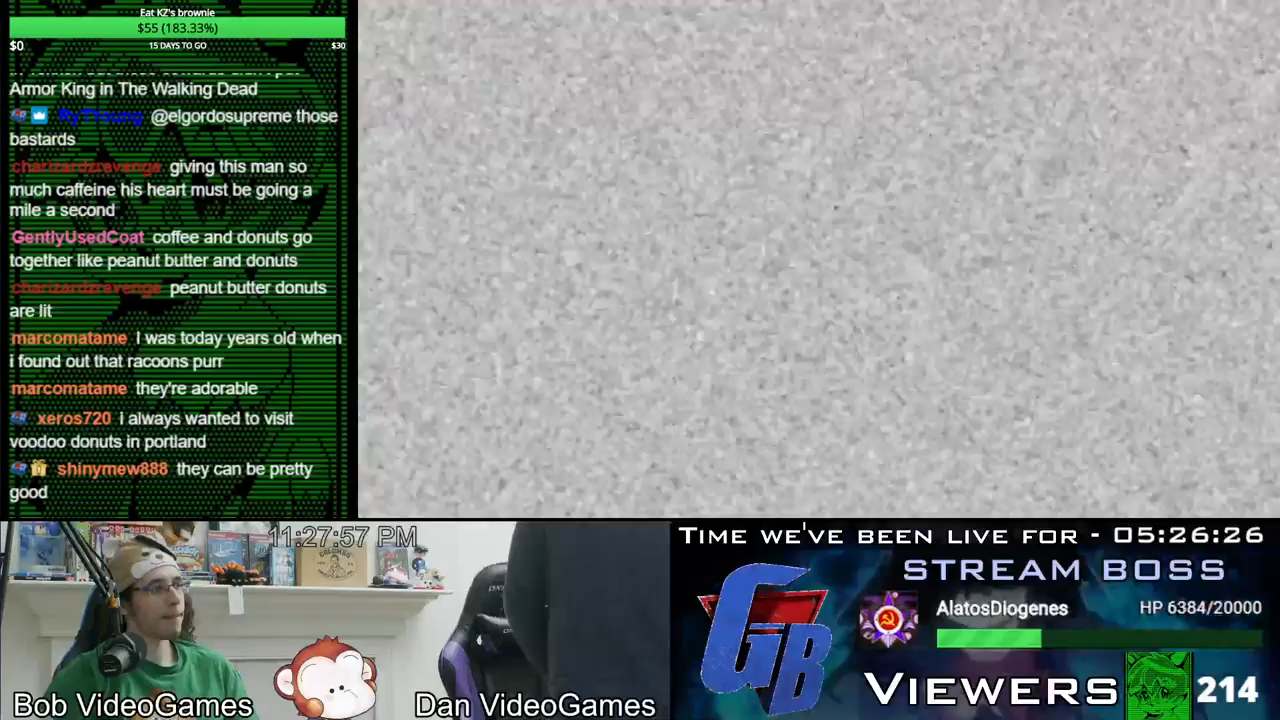 Eat KZ's brownie
$55 (183.33%)
$0 15 DAYS TO GO $30
Armor King in The Walking Dead
RyTYoung @elgordosupreme those
bastards
charizardzrevenge giving this man so
much caffeine his heart must be going a
mile a second
GentlyUsedCoat coffee and donuts go
together like peanut butter and donuts
charizardzrevenge peanut butter donuts
are lit
marcomatame I was today years old when
i found out that racoons purr
marcomatame they're adorable
xeros720 I always wanted to visit
voodoo donuts in portland
shinymew888 they can be pretty
good
11:27:57 PM
Bob VideoGames
Dan VideoGames
TIME WE'VE BEEN LIVE FOR - 05:26:26
STREAM BOSS
GGB
AlatosDiogenes HP 6384/20000
VIEWERS 214